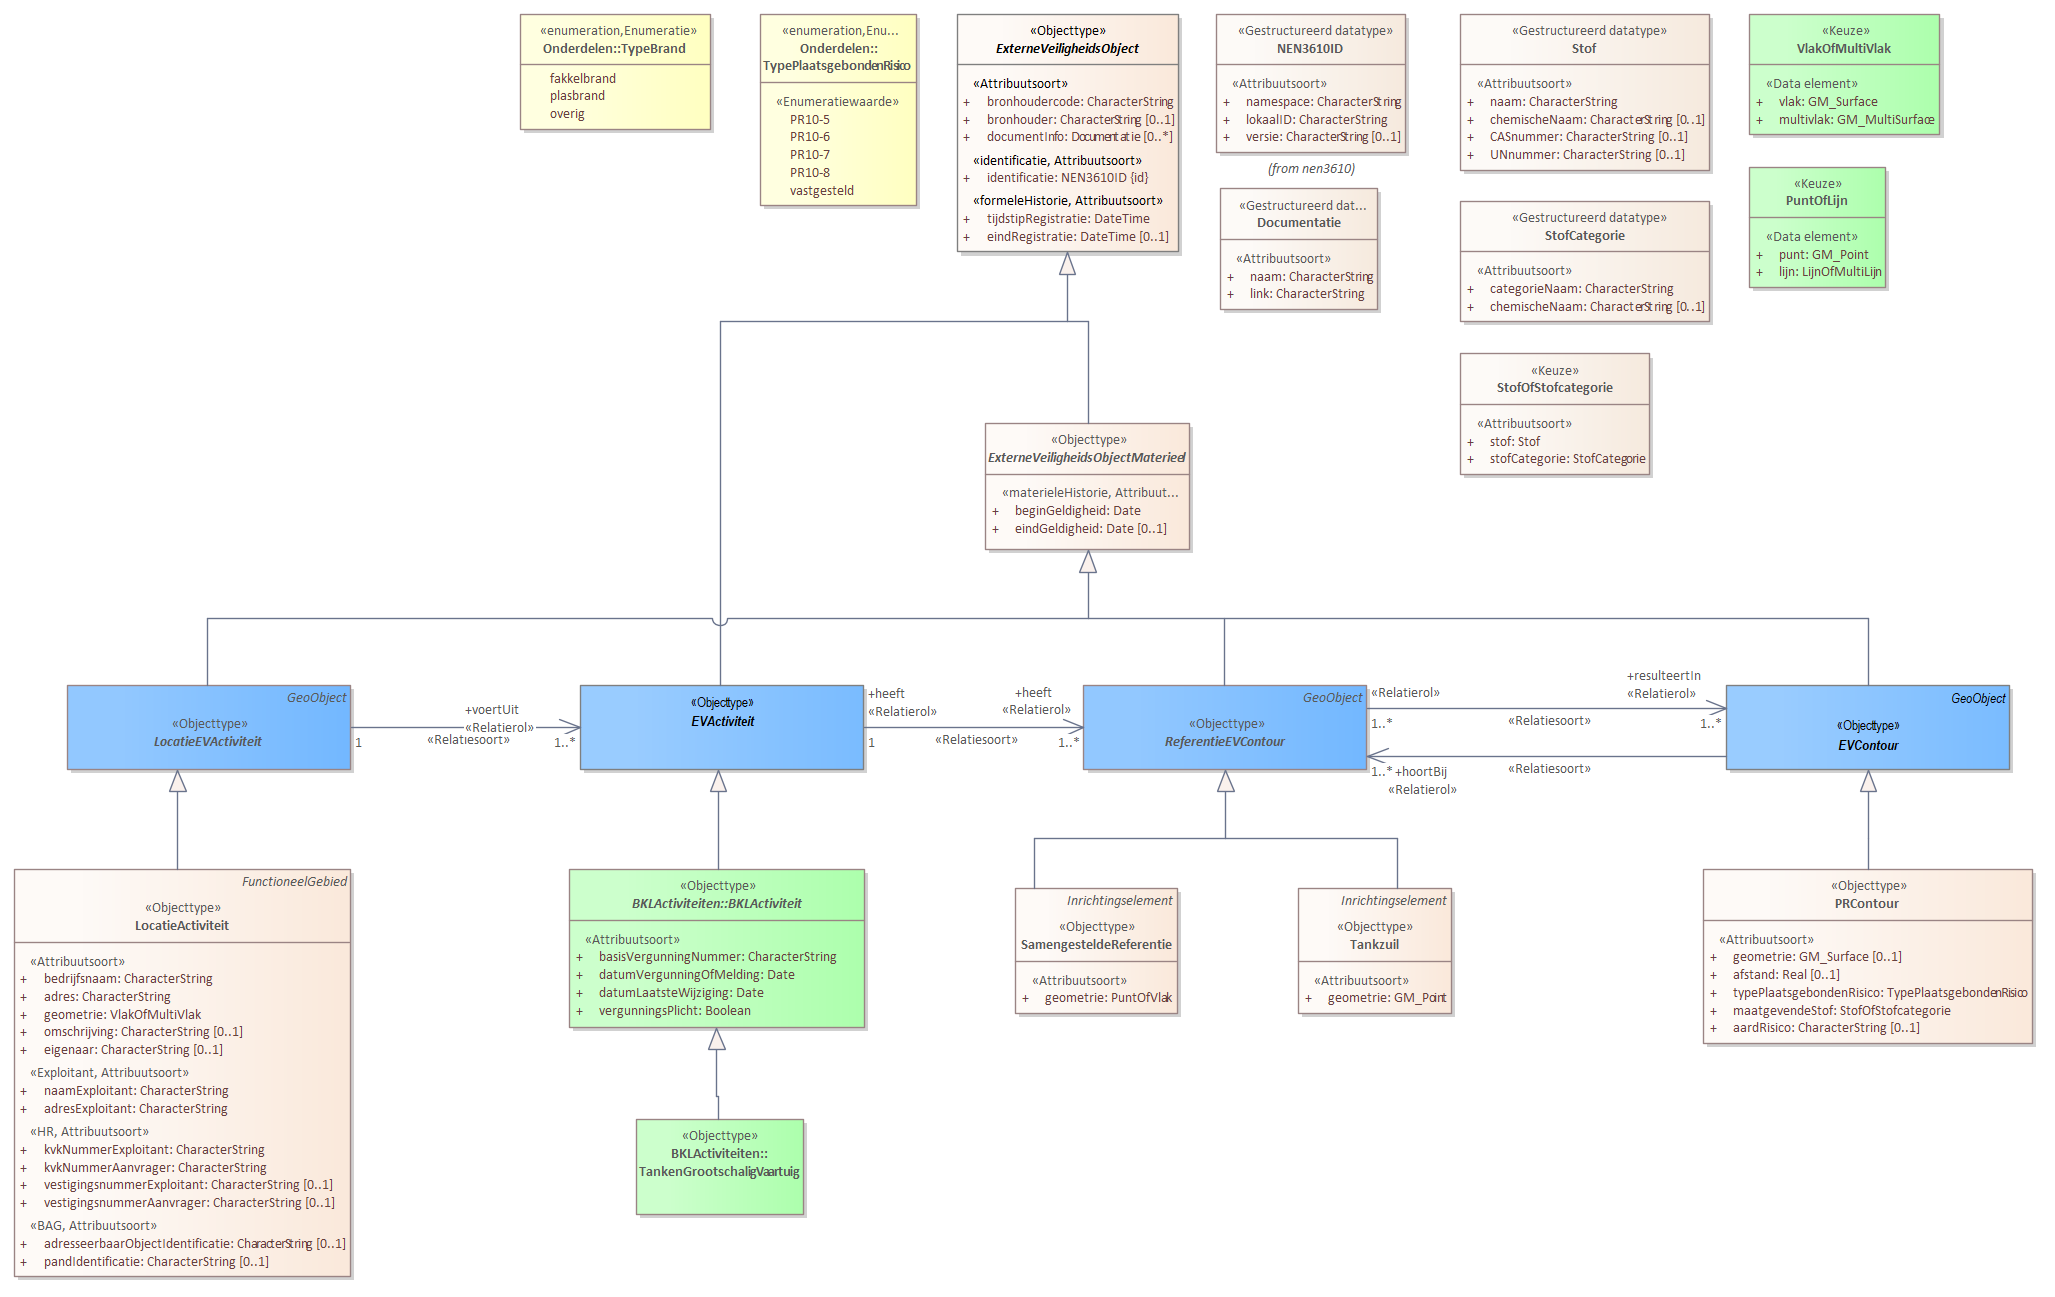 «enumeration,Enumeratie»
Onderdelen::TypeBrand
fakkelbrand
plasbrand
overig
«enumeration,Enu...
Onderdelen::
TypePlaatsgebondenRisico
«Enumeratiewaarde»
PR10-5
PR10-6
PR10-7
PR10-8
vastgesteld
«Objecttype»
ExterneVeiligheidsObject
«Attribuutsoort»
+ bronhoudercode: CharacterString
+ bronhouder: CharacterString [0..1]
+ documentInfo: Documentatie [0..*]
«identificatie, Attribuutsoort»
+ identificatie: NEN3610ID {id}
«formeleHistorie, Attribuutsoort»
+ tijdstipRegistratie: DateTime
+ eindRegistratie: DateTime [0..1]
«Gestructureerd datatype»
NEN3610ID
«Attribuutsoort»
+ namespace: CharacterString
+ lokaalID: CharacterString
+ versie: CharacterString [0..1]
(from nen3610)
«Gestructureerd dat...
Documentatie
«Attribuutsoort»
+ naam: CharacterString
+ link: CharacterString
«Gestructureerd datatype»
Stof
«Attribuutsoort»
+ naam: CharacterString
+ chemischeNaam: CharacterString [0..1]
+ CASnummer: CharacterString [0..1]
+ UNnummer: CharacterString [0..1]
«Gestructureerd datatype»
StofCategorie
«Attribuutsoort»
+ categorieNaam: CharacterString
+ chemischeNaam: CharacterString [0..1]
«Keuze»
StofOfStofcategorie
«Attribuutsoort»
+ stof: Stof
+ stofCategorie: StofCategorie
«Keuze»
VlakOfMultiVlak
«Data element»
+ vlak: GM_Surface
+ multivlak: GM_MultiSurface
«Keuze»
PuntOfLijn
«Data element»
+ punt: GM_Point
+ lijn: LijnOfMultiLijn
«Objecttype»
ExterneVeiligheidsObjectMaterieel
«materieleHistorie, Attribuut...
+ beginGeldigheid: Date
+ eindGeldigheid: Date [0..1]
GeoObject
«Objecttype»
LocatieEVActiviteit
+voertUit
«Relatierol»
«Relatiesoort»
1
1..*
«Objecttype»
EVActiviteit
+heeft
«Relatierol»
+heeft
«Relatierol»
«Relatiesoort»
1
1..*
GeoObject
«Objecttype»
ReferentieEVContour
«Relatierol»
1..*
«Relatiesoort»
+resulteertIn
«Relatierol»
1..*
«Relatiesoort»
1..*
+hoortBij
«Relatierol»
GeoObject
«Objecttype»
EVContour
FunctioneelGebied
«Objecttype»
LocatieActiviteit
«Attribuutsoort»
+ bedrijfsnaam: CharacterString
+ adres: CharacterString
+ geometrie: VlakOfMultiVlak
+ omschrijving: CharacterString [0..1]
+ eigenaar: CharacterString [0..1]
«Exploitant, Attribuutsoort»
+ naamExploitant: CharacterString
+ adresExploitant: CharacterString
«HR, Attribuutsoort»
+ kvkNummerExploitant: CharacterString
+ kvkNummerAanvrager: CharacterString
+ vestigingsnummerExploitant: CharacterString [0..1]
+ vestigingsnummerAanvrager: CharacterString [0..1]
«BAG, Attribuutsoort»
+ adresseerbaarObjectIdentificatie: CharacterString [0..1]
+ pandIdentificatie: CharacterString [0..1]
«Objecttype»
BKLActiviteiten::BKLActiviteit
«Attribuutsoort»
+ basisVergunningNummer: CharacterString
+ datumVergunningOfMelding: Date
+ datumLaatsteWijziging: Date
+ vergunningsPlicht: Boolean
«Objecttype»
BKLActiviteiten::
TankenGrootschaligVaartuig
Inrichtingselement
«Objecttype»
SamengesteldeReferentie
«Attribuutsoort»
+ geometrie: PuntOfVlak
Inrichtingselement
«Objecttype»
Tankzuil
«Attribuutsoort»
+ geometrie: GM_Point
«Objecttype»
PRContour
«Attribuutsoort»
+ geometrie: GM_Surface [0..1]
+ afstand: Real [0..1]
+ typePlaatsgebondenRisico: TypePlaatsgebondenRisico
+ maatgevendeStof: StofOfStofcategorie
+ aardRisico: CharacterString [0..1]